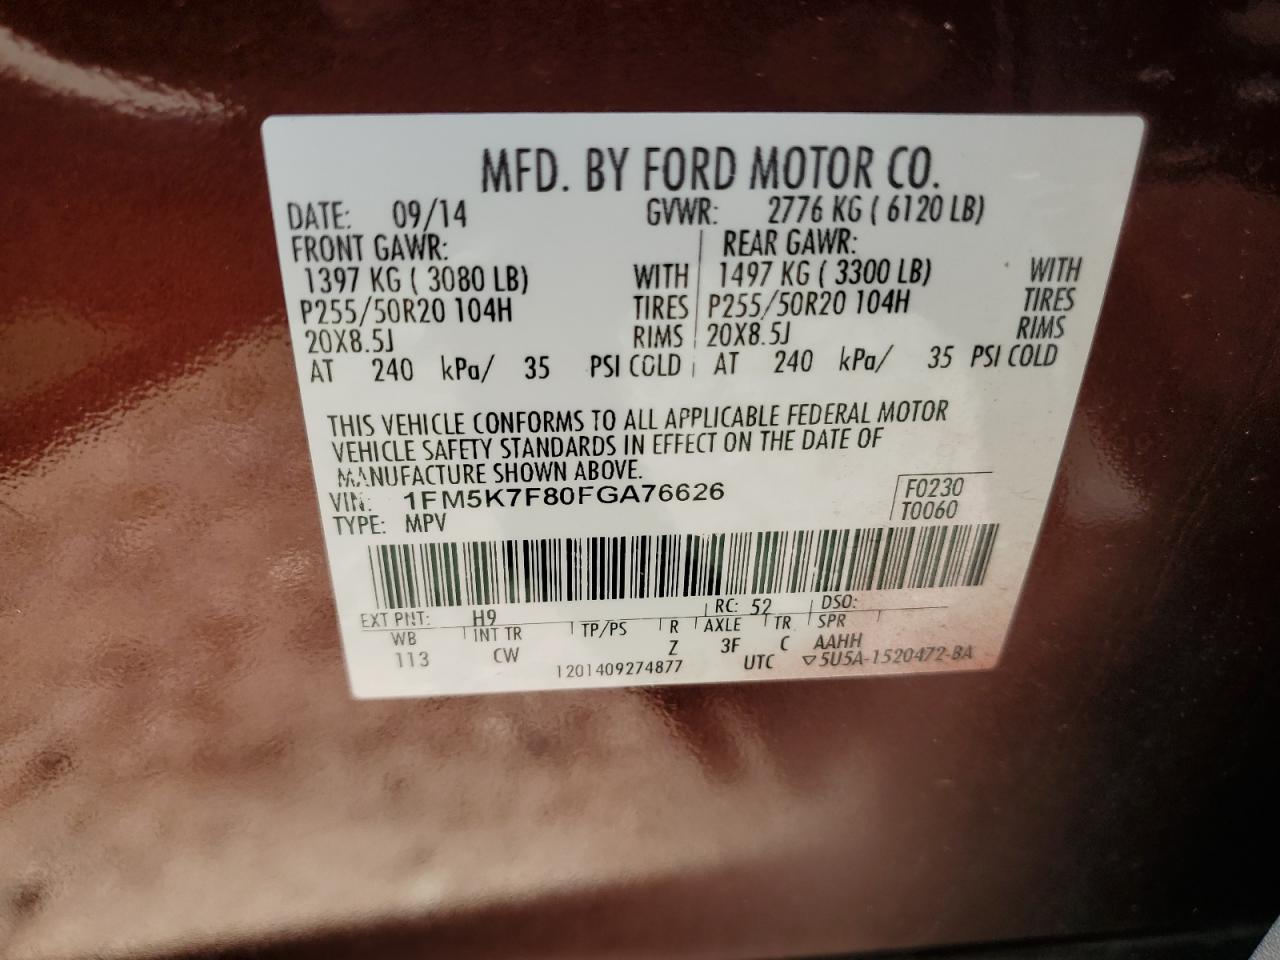 MFD. BY FORD MOTOR CO.
DATE: 09/14 GVWR: 2776 KG ( 6120 LB)
FRONT GAWR: REAR GAWR:
1397 KG ( 3080 LB) WITH 1497 KG ( 3300 LB) WITH
P255/50R20 104H TIRES P255/50R20 104H TIRES
20X8.5J RIMS 20X8.5J RIMS
AT 240 kPa/ 35 PSI COLD AT 240 kPa/ 35 PSI COLD
THIS VEHICLE CONFORMS TO ALL APPLICABLE FEDERAL MOTOR
VEHICLE SAFETY STANDARDS IN EFFECT ON THE DATE OF
MANUFACTURE SHOWN ABOVE.
VIN: 1FM5K7F80FGA76626 F0230
TYPE: MPV T0060
EXT PNT: H9 RC: 52 DSO:
WB INT TR TP/PS R AXLE TR SPR
113 CW Z 3F C AAHH
1201409274877 UTC ▽5U5A-1520472-BA